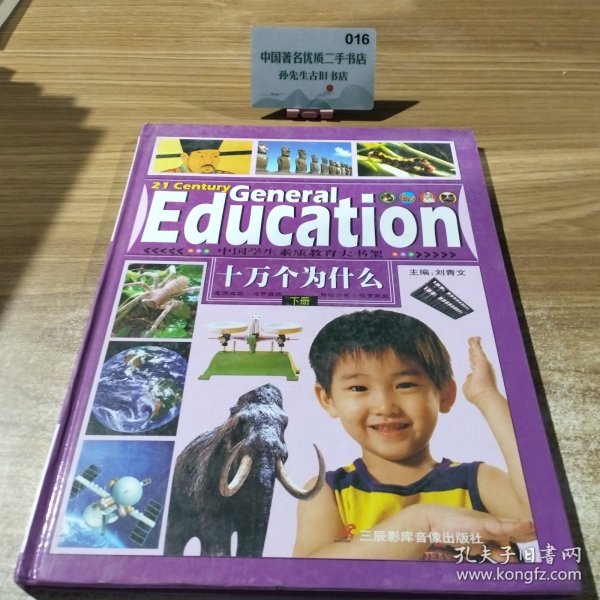 016
中国著名优质二手书店
孙先生古旧书店
21 Century
General
Education
<<<<< 中国学生素质教育大书架 >>>>>
十万个为什么
主编:刘青文
下册
三辰影库音像出版社
孔夫子旧书网
www.kongfz.com